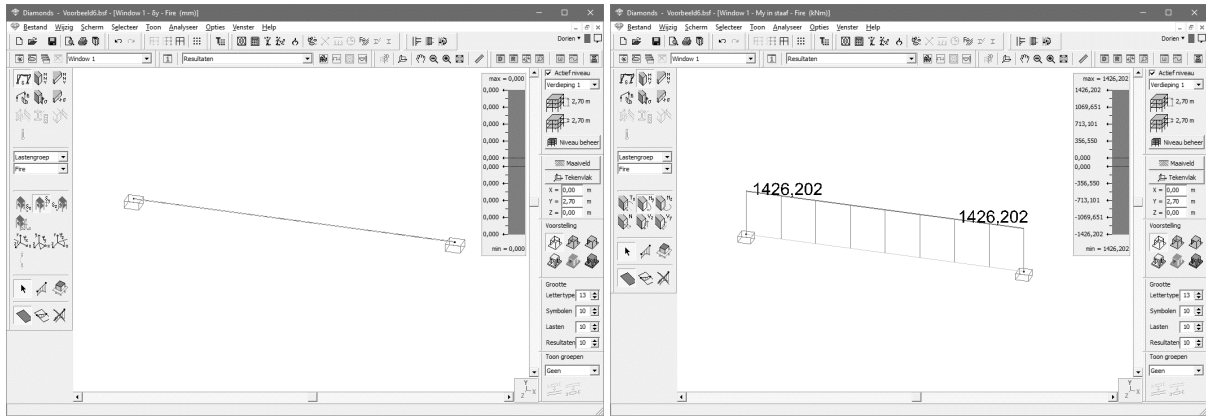 Diamonds - Voorbeeld6.bsf - [Window 1 - δy - Fire (mm)]
Bestand Wijzig Scherm Selecteer Toon Analyseer Opties Venster Help
Dorien
Window 1
Resultaten
Lastengroep
Fire
max = 0,000
0,000
0,000
0,000
0,000
0,000
0,000
0,000
0,000
0,000
0,000
min = 0,000
Actief niveau
Verdieping 1
2,70 m
2,70 m
Niveau beheer
Maaiveld
Tekenvlak
X = 0,00 m
Y = 2,70 m
Z = 0,00 m
Voorstelling
Grootte
Lettertype 13
Symbolen 10
Lasten 10
Resultaten 10
Toon groepen
Geen
Y
Z X
Diamonds - Voorbeeld6.bsf - [Window 1 - My in staaf - Fire (kNm)]
Bestand Wijzig Scherm Selecteer Toon Analyseer Opties Venster Help
Dorien
Window 1
Resultaten
Lastengroep
Fire
1426,202
1426,202
max = 1426,202
1426,202
1069,651
713,101
356,550
0,000
0,000
-356,550
-713,101
-1069,651
-1426,202
min = 1426,202
Actief niveau
Verdieping 1
2,70 m
2,70 m
Niveau beheer
Maaiveld
Tekenvlak
X = 0,00 m
Y = 2,70 m
Z = 0,00 m
Voorstelling
Grootte
Lettertype 13
Symbolen 10
Lasten 10
Resultaten 10
Toon groepen
Geen
Y
Z X